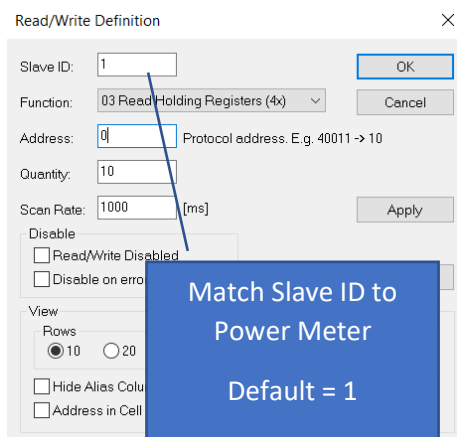 Read/Write Definition
Slave ID: 1 OK
Function: 03 Read Holding Registers (4x) Cancel
Address: 0 Protocol address. E.g. 40011 -> 10
Quantity: 10
Scan Rate: 1000 [ms] Apply
Disable
Read/Write Disabled
Disable on erro
View
Rows
10 20
Hide Alias Colu
Address in Cell
Match Slave ID to
Power Meter
Default = 1